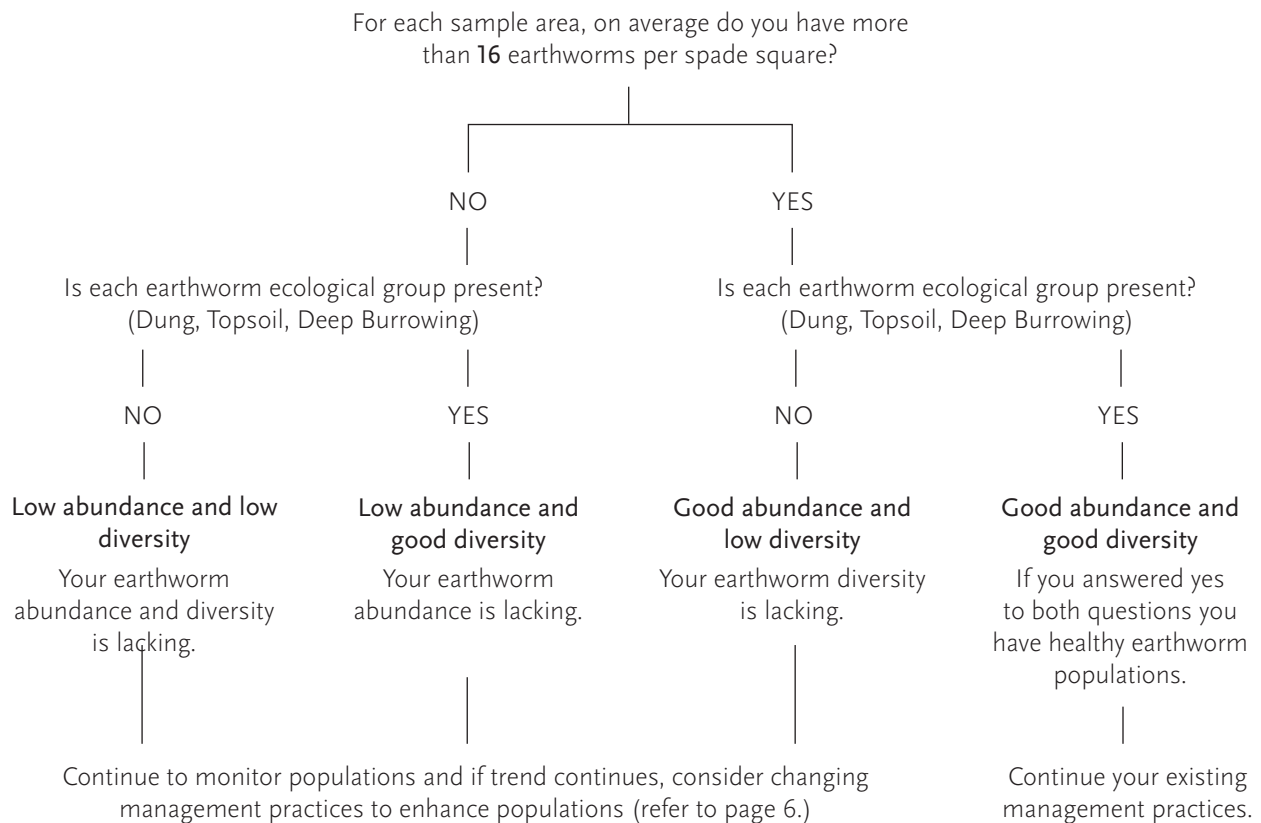 For each sample area, on average do you have more
than 16 earthworms per spade square?
NO
YES
Is each earthworm ecological group present?
(Dung, Topsoil, Deep Burrowing)
Is each earthworm ecological group present?
(Dung, Topsoil, Deep Burrowing)
NO
YES
NO
YES
Low abundance and low
diversity
Your earthworm
abundance and diversity
is lacking.
Low abundance and
good diversity
Your earthworm
abundance is lacking.
Good abundance and
low diversity
Your earthworm diversity
is lacking.
Good abundance and
good diversity
If you answered yes
to both questions you
have healthy earthworm
populations.
Continue to monitor populations and if trend continues, consider changing
management practices to enhance populations (refer to page 6.)
Continue your existing
management practices.